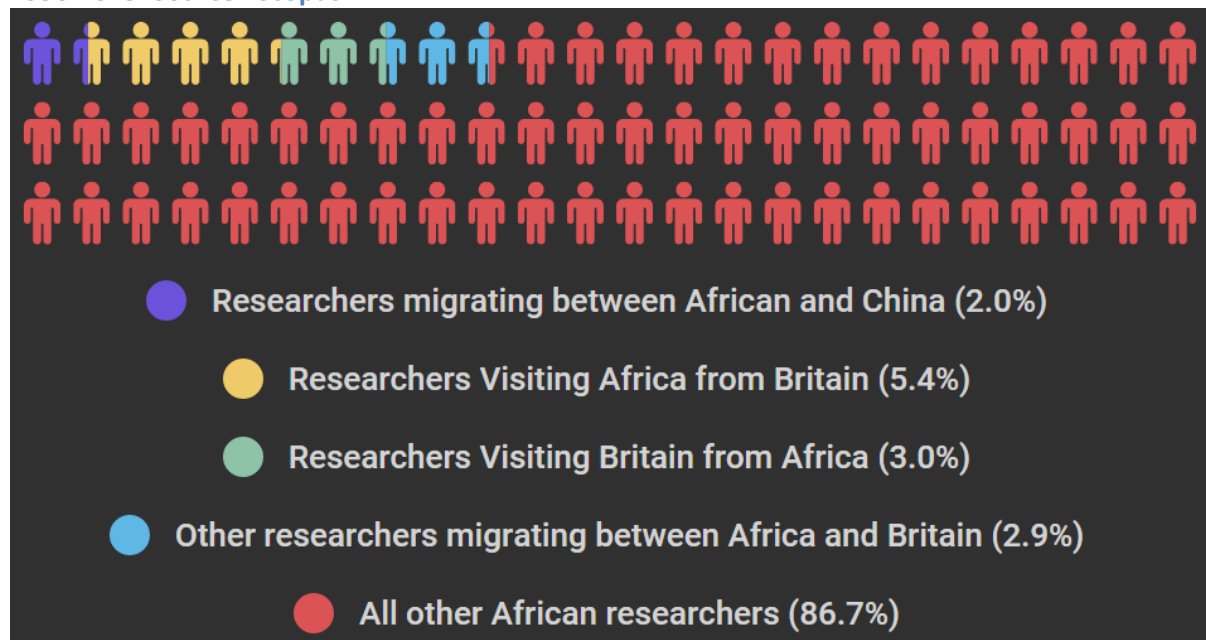 Researchers migrating between African and China (2.0%)
Researchers Visiting Africa from Britain (5.4%)
Researchers Visiting Britain from Africa (3.0%)
Other researchers migrating between Africa and Britain (2.9%)
All other African researchers (86.7%)